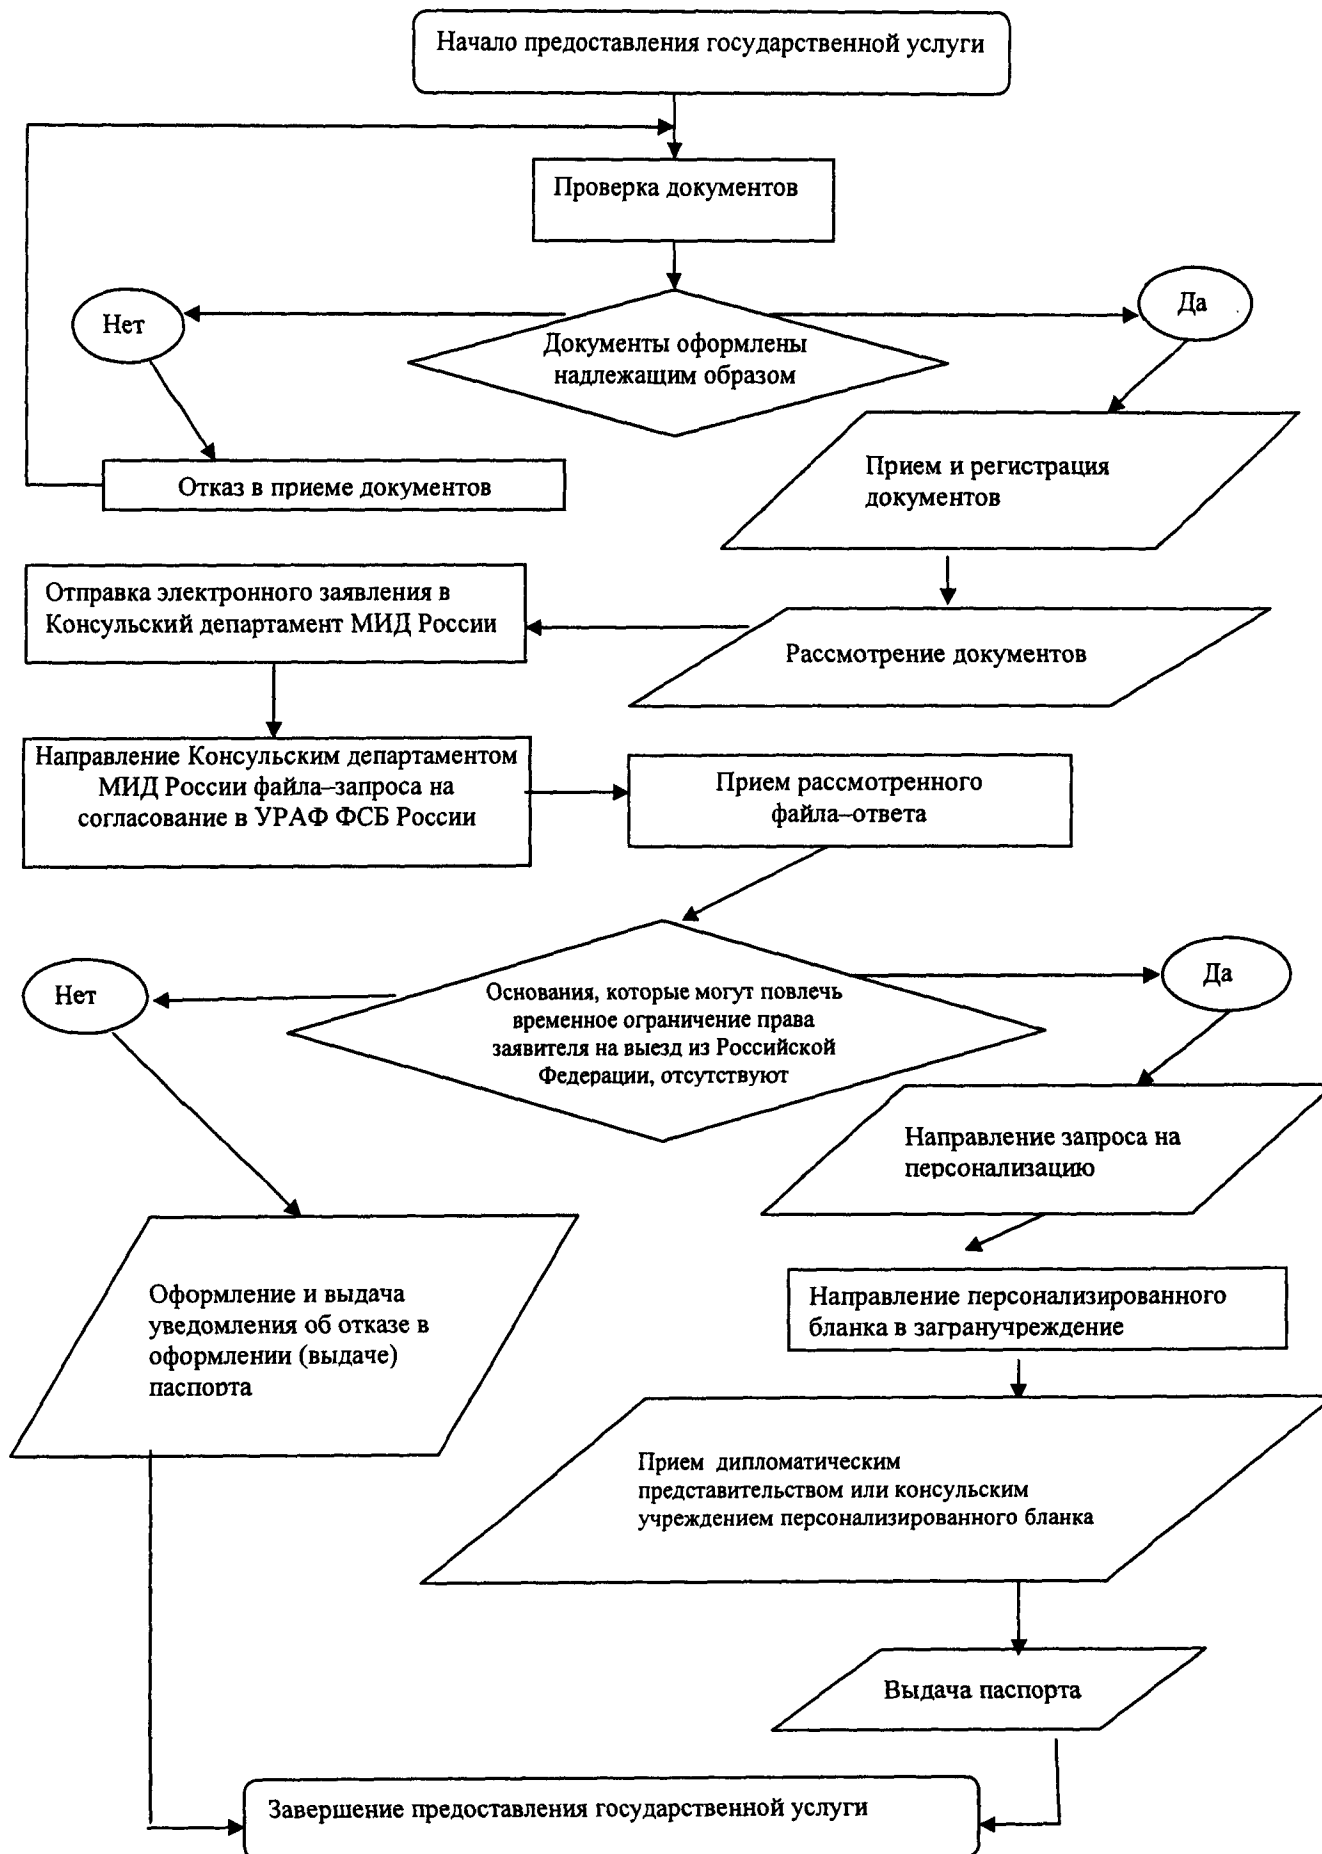 Начало предоставления государственной услуги
Проверка документов
Нет
Да
Документы оформлены
надлежащим образом
Прием и регистрация
документов
Отказ в приеме документов
Отправка электронного заявления в
Консульский департамент МИД России
Рассмотрение документов
Направление Консульским департаментом
МИД России файла–запроса на
согласование в УРАФ ФСБ России
Прием рассмотренного
файла–ответа
Нет
Да
Основания, которые могут повлечь
временное ограничение права
заявителя на выезд из Российской
Федерации, отсутствуют
Направление запроса на
персонализацию
Оформление и выдача
уведомления об отказе в
оформлении (выдаче)
паспорта
Направление персонализированного
бланка в загранучреждение
Прием дипломатическим
представительством или консульским
учреждением персонализированного бланка
Выдача паспорта
Завершение предоставления государственной услуги